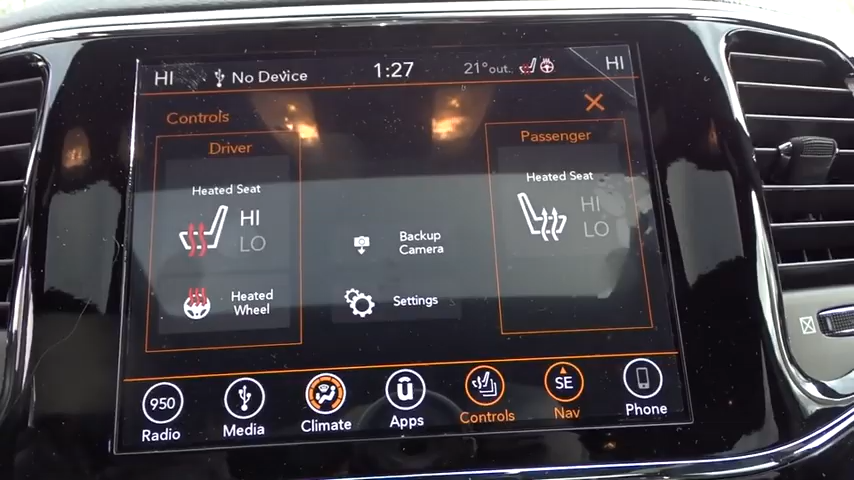 HI No Device 1:27 21°out. HI
Controls
Driver
Heated Seat
HI
LO
Heated
Wheel
Backup
Camera
Settings
Passenger
Heated Seat
HI
LO
950 SE
Radio Media Climate Apps Controls Nav Phone